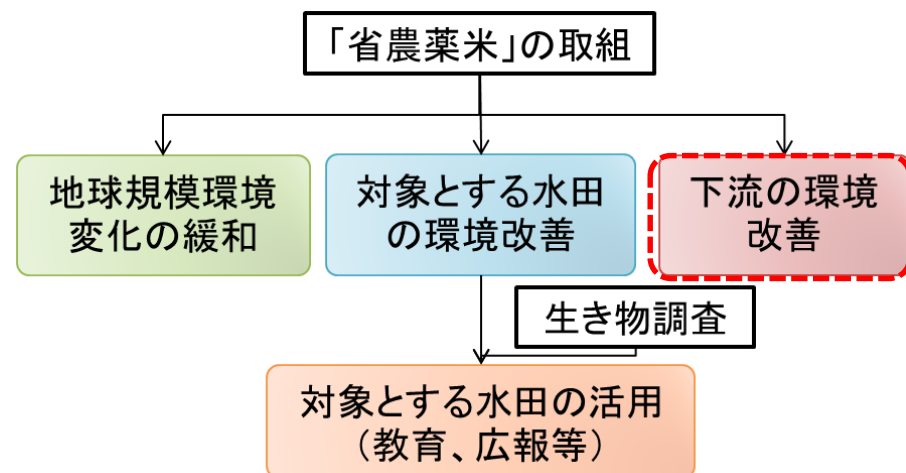 「省農薬米」の取組
地球規模環境
変化の緩和
対象とする水田
の環境改善
下流の環境
改善
生き物調査
対象とする水田の活用
（教育、広報等）